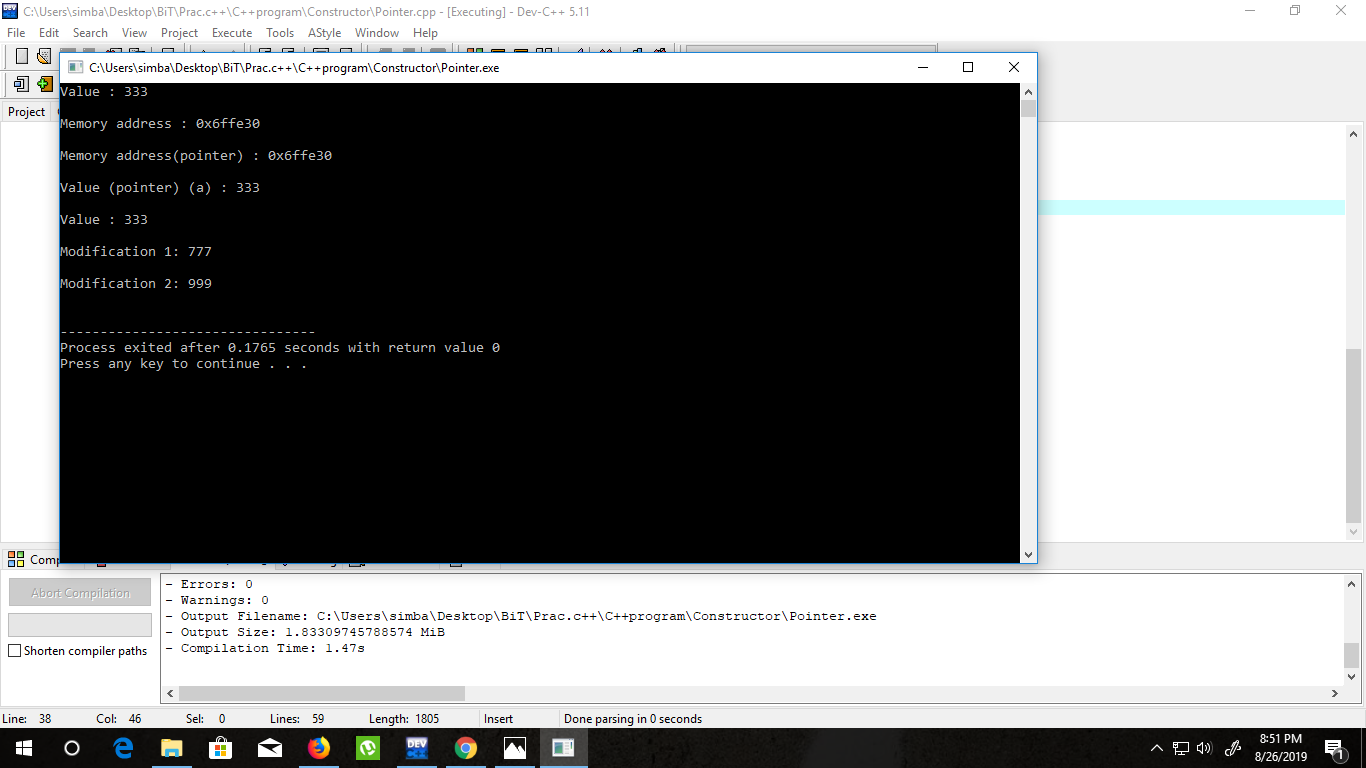 C:\Users\simba\Desktop\BiT\Prac.c++\C++program\Constructor\Pointer.cpp - [Executing] - Dev-C++ 5.11
File Edit Search View Project Execute Tools AStyle Window Help
C:\Users\simba\Desktop\BiT\Prac.c++\C++program\Constructor\Pointer.exe
Project
Value : 333
Memory address : 0x6ffe30
Memory address(pointer) : 0x6ffe30
Value (pointer) (a) : 333
Value : 333
Modification 1: 777
Modification 2: 999
--------------------------------
Process exited after 0.1765 seconds with return value 0
Press any key to continue . . .
Abort Compilation
Shorten compiler paths
- Errors: 0
- Warnings: 0
- Output Filename: C:\Users\simba\Desktop\BiT\Prac.c++\C++program\Constructor\Pointer.exe
- Output Size: 1.83309745788574 MiB
- Compilation Time: 1.47s
Line: 38 Col: 46 Sel: 0 Lines: 59 Length: 1805 Insert Done parsing in 0 seconds
DEV
8:51 PM
8/26/2019
1